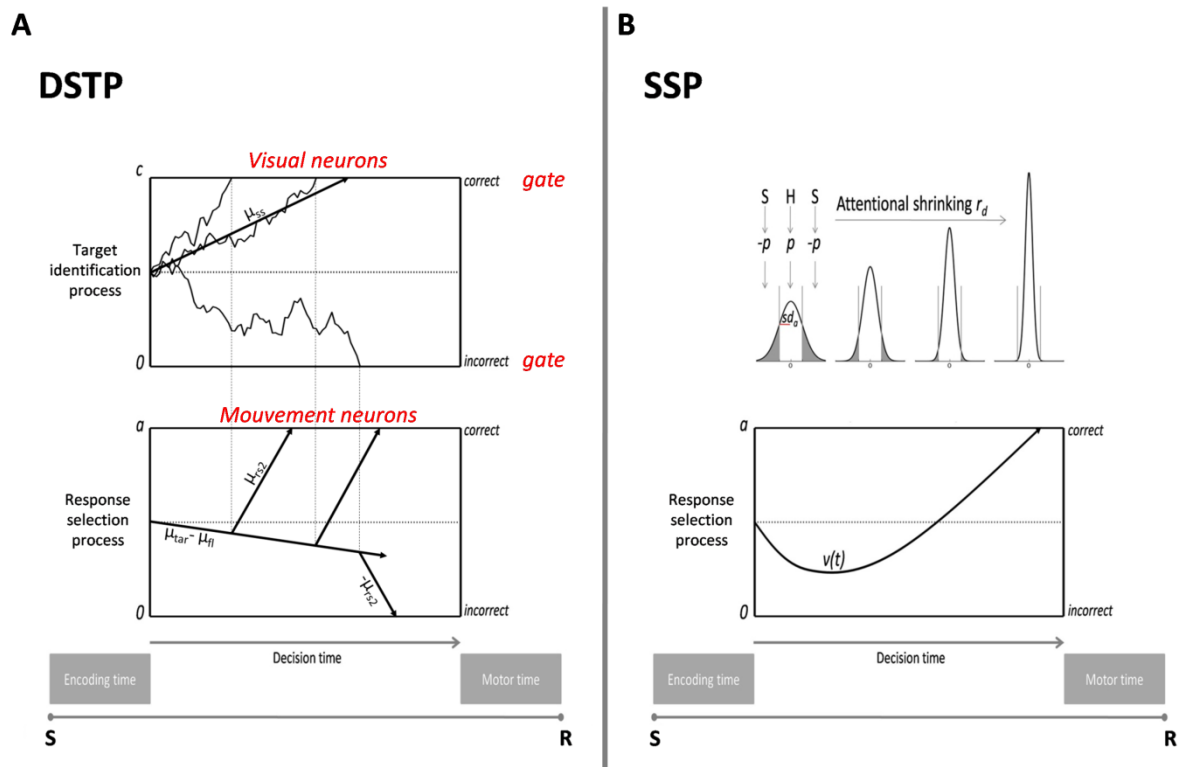 A
DSTP
Visual neurons
c
correct
gate
μss
Target
identification
process
0
incorrect
gate
Mouvement neurons
a
correct
μrs2
Response
selection
process
μtar- μfl
-μrs2
0
incorrect
Decision time
Encoding time
Motor time
S
R
B
SSP
S H S
Attentional shrinking rd
-p p -p
sda
0 0 0 0
a
correct
Response
selection
process
v(t)
0
incorrect
Decision time
Encoding time
Motor time
S
R